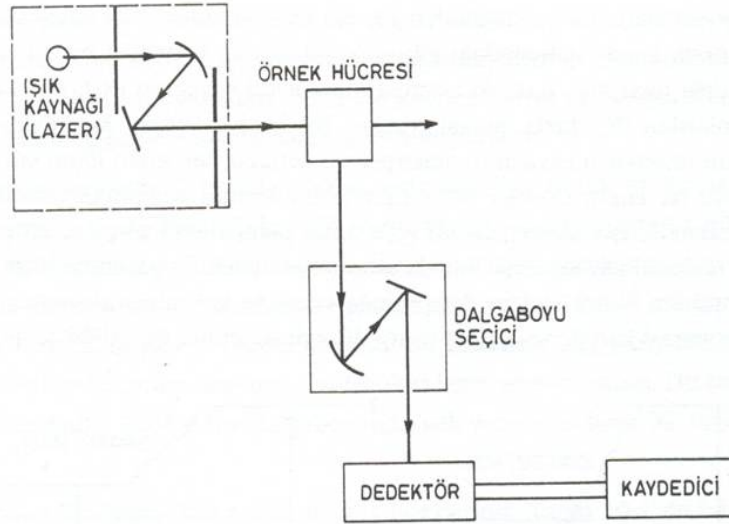 IŞIK
KAYNAĞI
(LAZER)
ÖRNEK HÜCRESİ
DALGABOYU
SEÇİCİ
DEDEKTÖR
KAYDEDİCİ